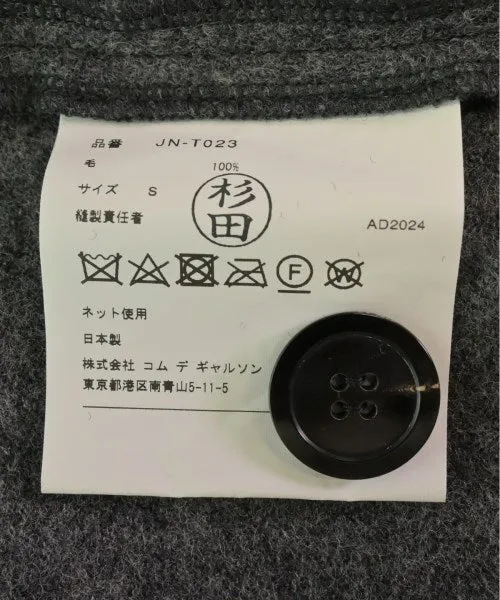 品番 JN-T023
毛 100%
サイズ S
縫製責任者 杉田
AD2024
F W
ネット使用
日本製
株式会社 コム デ ギャルソン
東京都港区南青山5-11-5